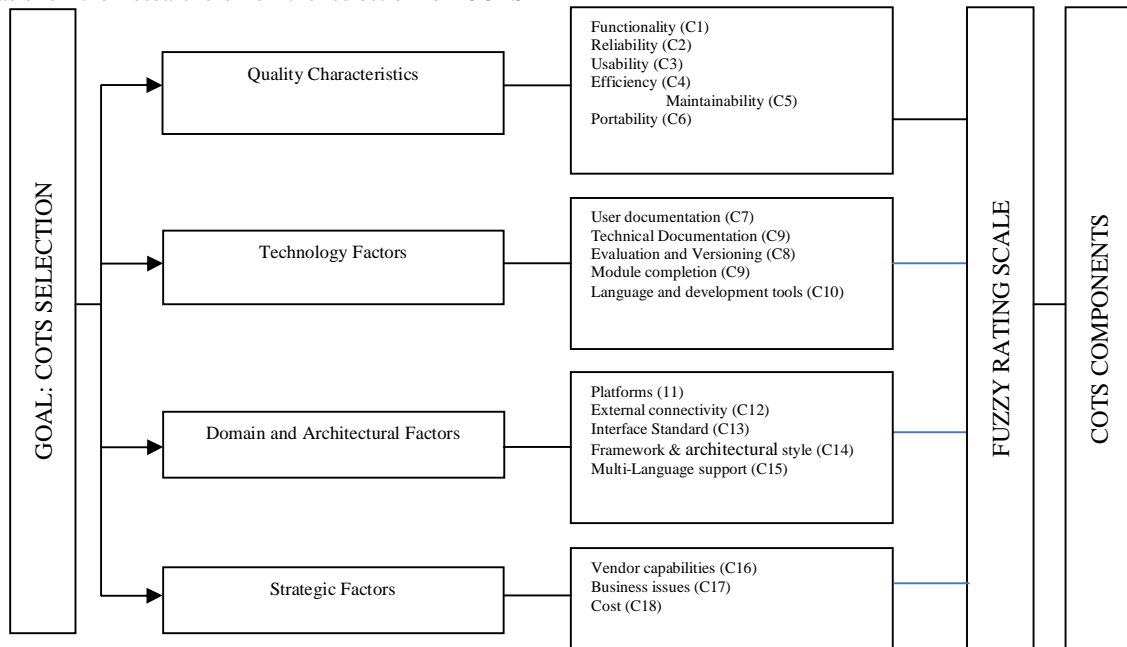 GOAL: COTS SELECTION
Quality Characteristics
Functionality (C1)
Reliability (C2)
Usability (C3)
Efficiency (C4)
Maintainability (C5)
Portability (C6)
Technology Factors
User documentation (C7)
Technical Documentation (C9)
Evaluation and Versioning (C8)
Module completion (C9)
Language and development tools (C10)
Domain and Architectural Factors
Platforms (11)
External connectivity (C12)
Interface Standard (C13)
Framework & architectural style (C14)
Multi-Language support (C15)
Strategic Factors
Vendor capabilities (C16)
Business issues (C17)
Cost (C18)
FUZZY RATING SCALE
COTS COMPONENTS